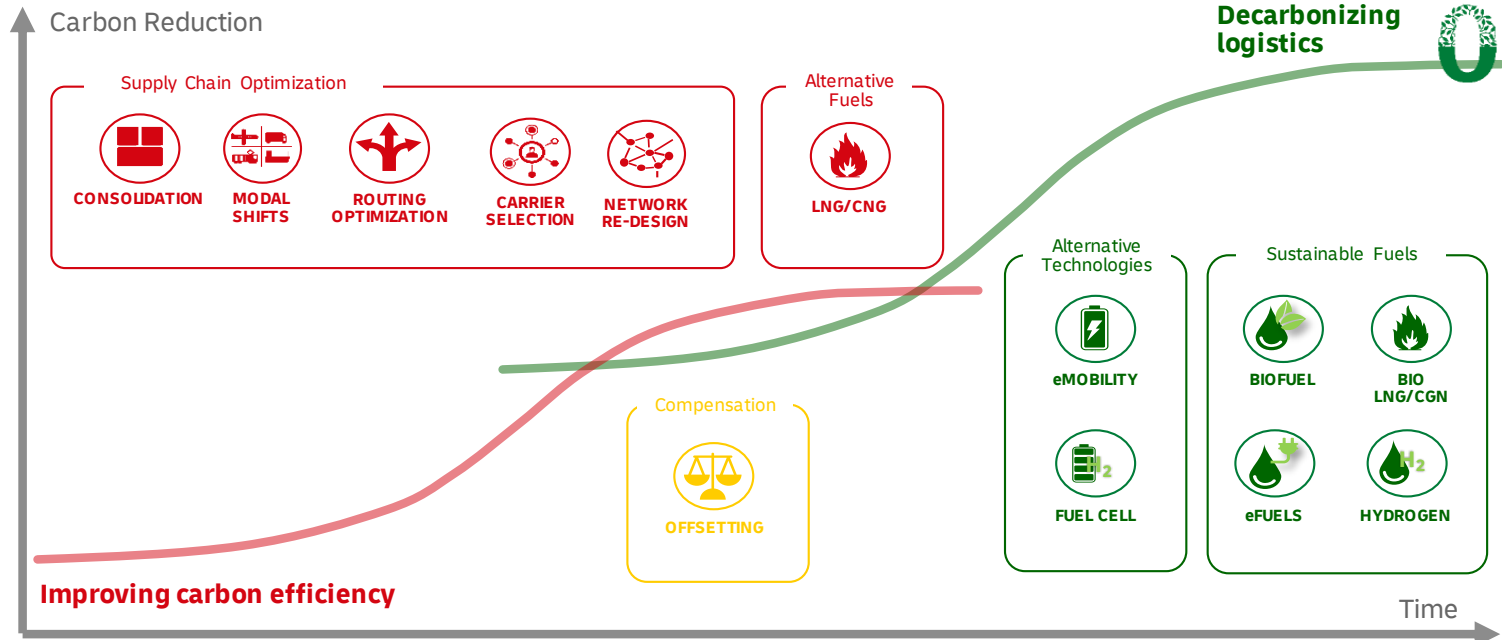 Carbon Reduction
Decarbonizing
logistics
Supply Chain Optimization
CONSOLIDATION
MODAL
SHIFTS
ROUTING
OPTIMIZATION
CARRIER
SELECTION
NETWORK
RE-DESIGN
Alternative
Fuels
LNG/CNG
Alternative
Technologies
eMOBILITY
H2
FUEL CELL
Sustainable Fuels
BIOFUEL
BIO
LNG/CGN
eFUELS
H2
HYDROGEN
Compensation
OFFSETTING
Improving carbon efficiency
Time